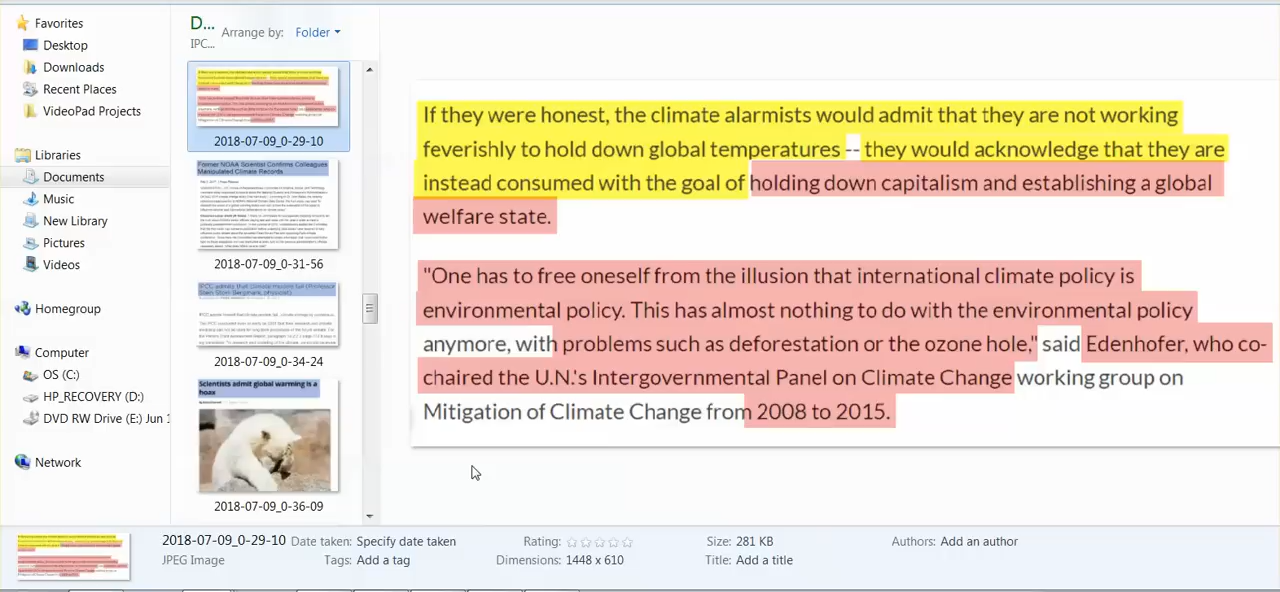 Favorites
Desktop
Downloads
Recent Places
VideoPad Projects
Libraries
Documents
Music
New Library
Pictures
Videos
Homegroup
Computer
OS (C:)
HP_RECOVERY (D:)
DVD RW Drive (E:) Jun 1
Network
D...
IPC...
Arrange by: Folder
2018-07-09_0-29-10
Former NOAA Scientist Confirms Colleagues
Manipulated Climate Records
2018-07-09_0-31-56
2018-07-09_0-34-24
Scientists admit global warming is a
hoax
2018-07-09_0-36-09
If they were honest, the climate alarmists would admit that they are not working
feverishly to hold down global temperatures -- they would acknowledge that they are
instead consumed with the goal of holding down capitalism and establishing a global
welfare state.
"One has to free oneself from the illusion that international climate policy is
environmental policy. This has almost nothing to do with the environmental policy
anymore, with problems such as deforestation or the ozone hole," said Edenhofer, who co-
chaired the U.N.'s Intergovernmental Panel on Climate Change working group on
Mitigation of Climate Change from 2008 to 2015.
2018-07-09_0-29-10 Date taken: Specify date taken Rating: Size: 281 KB Authors: Add an author
JPEG Image Tags: Add a tag Dimensions: 1448 x 610 Title: Add a title